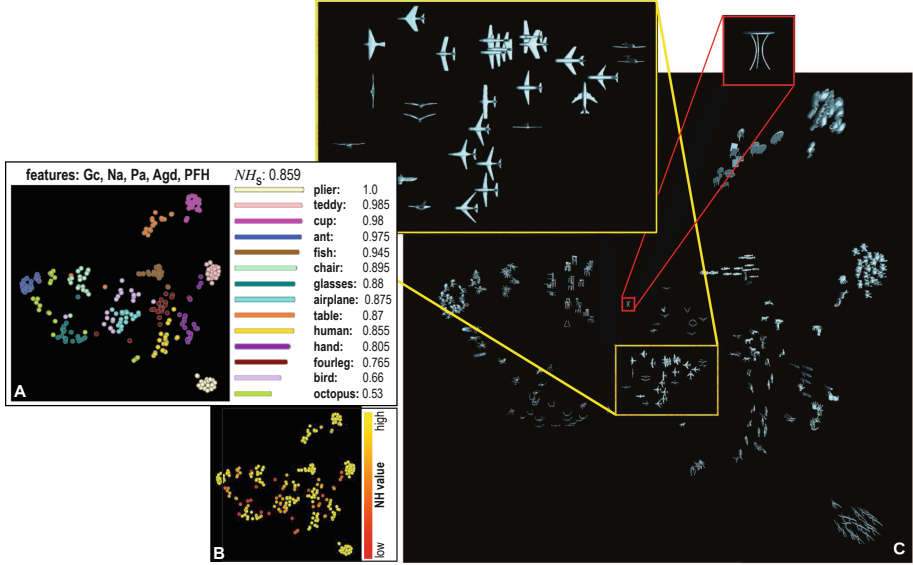 features: Gc, Na, Pa, Agd, PFH
NHS: 0.859
plier: 1.0
teddy: 0.985
cup: 0.98
ant: 0.975
fish: 0.945
chair: 0.895
glasses: 0.88
airplane: 0.875
table: 0.87
human: 0.855
hand: 0.805
fourleg: 0.765
bird: 0.66
octopus: 0.53
A
high
NH value
low
B
C